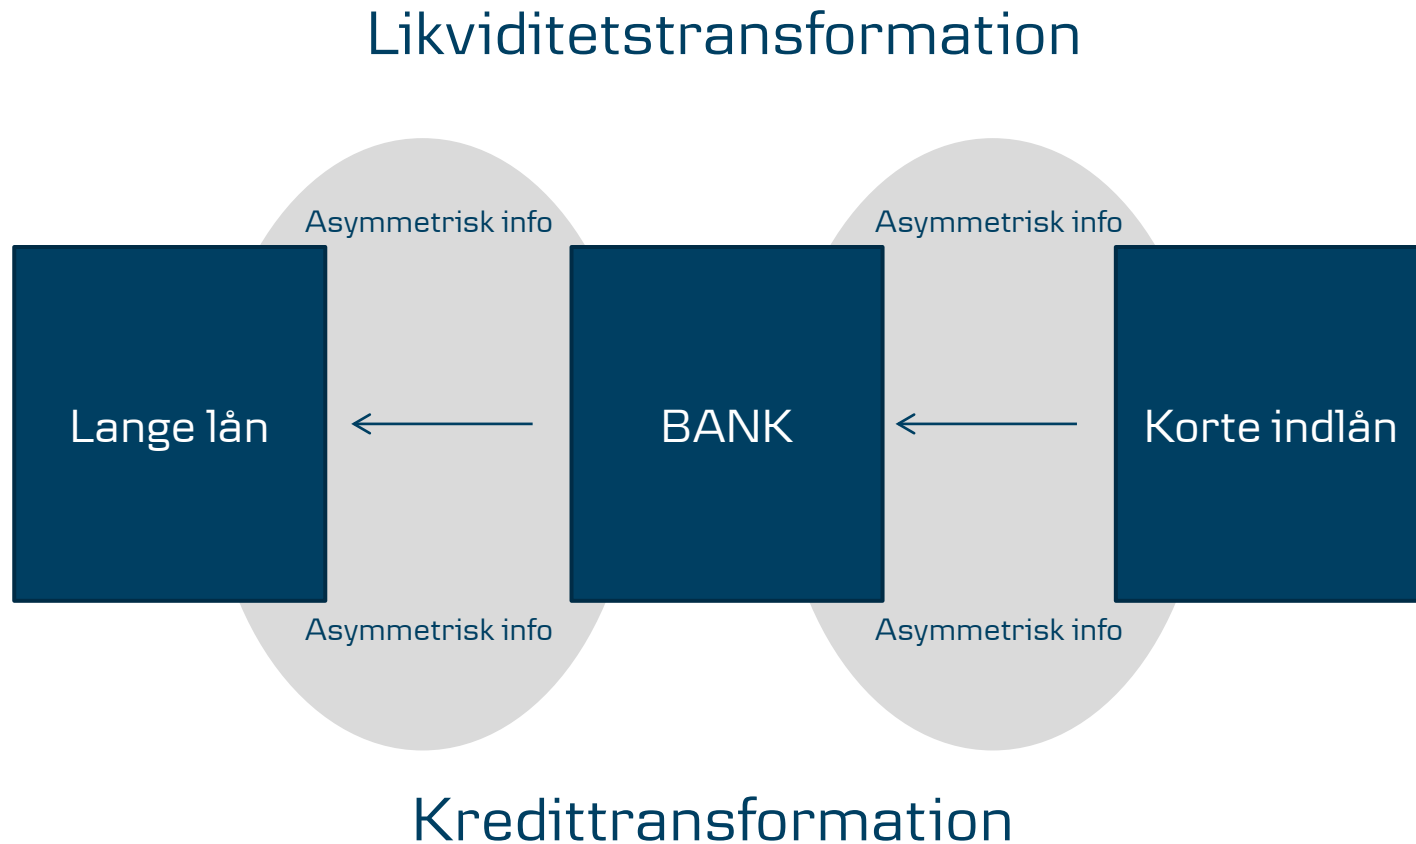 Likviditetstransformation
Asymmetrisk info
Asymmetrisk info
Lange lån
BANK
Korte indlån
Asymmetrisk info
Asymmetrisk info
Kredittransformation